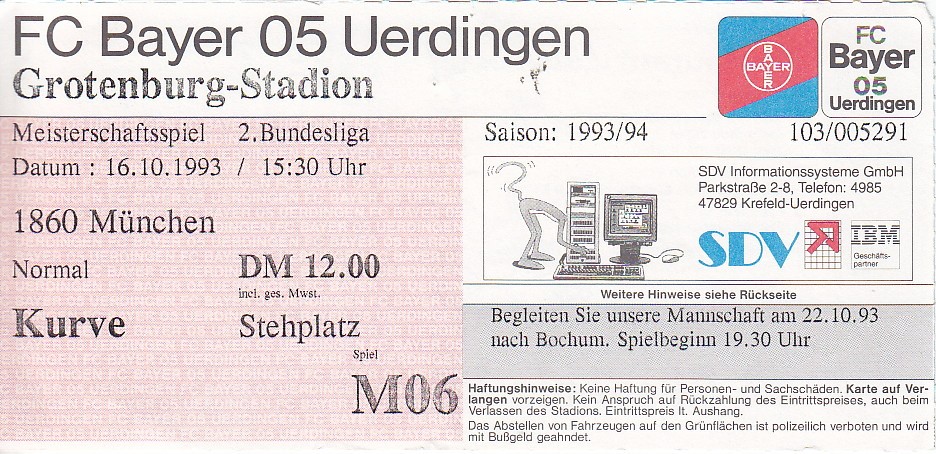 FC Bayer 05 Uerdingen
Grotenburg-Stadion
BAYER
BAYER
FC
Bayer
05
Uerdingen
Meisterschaftsspiel 2.Bundesliga
Datum : 16.10.1993 / 15:30 Uhr
1860 München
Normal DM 12.00
incl. ges. Mwst.
Kurve Stehplatz
Spiel
M06
Saison: 1993/94 103/005291
SDV Informationssysteme GmbH
Parkstraße 2-8, Telefon: 4985
47829 Krefeld-Uerdingen
SDV
IBM
Geschäfts-
partner
Weitere Hinweise siehe Rückseite
Begleiten Sie unsere Mannschaft am 22.10.93
nach Bochum. Spielbeginn 19.30 Uhr
Haftungshinweise: Keine Haftung für Personen- und Sachschäden. Karte auf Ver-
langen vorzeigen. Kein Anspruch auf Rückzahlung des Eintrittspreises, auch beim
Verlassen des Stadions. Eintrittspreis lt. Aushang.
Das Abstellen von Fahrzeugen auf den Grünflächen ist polizeilich verboten und wird
mit Bußgeld geahndet.